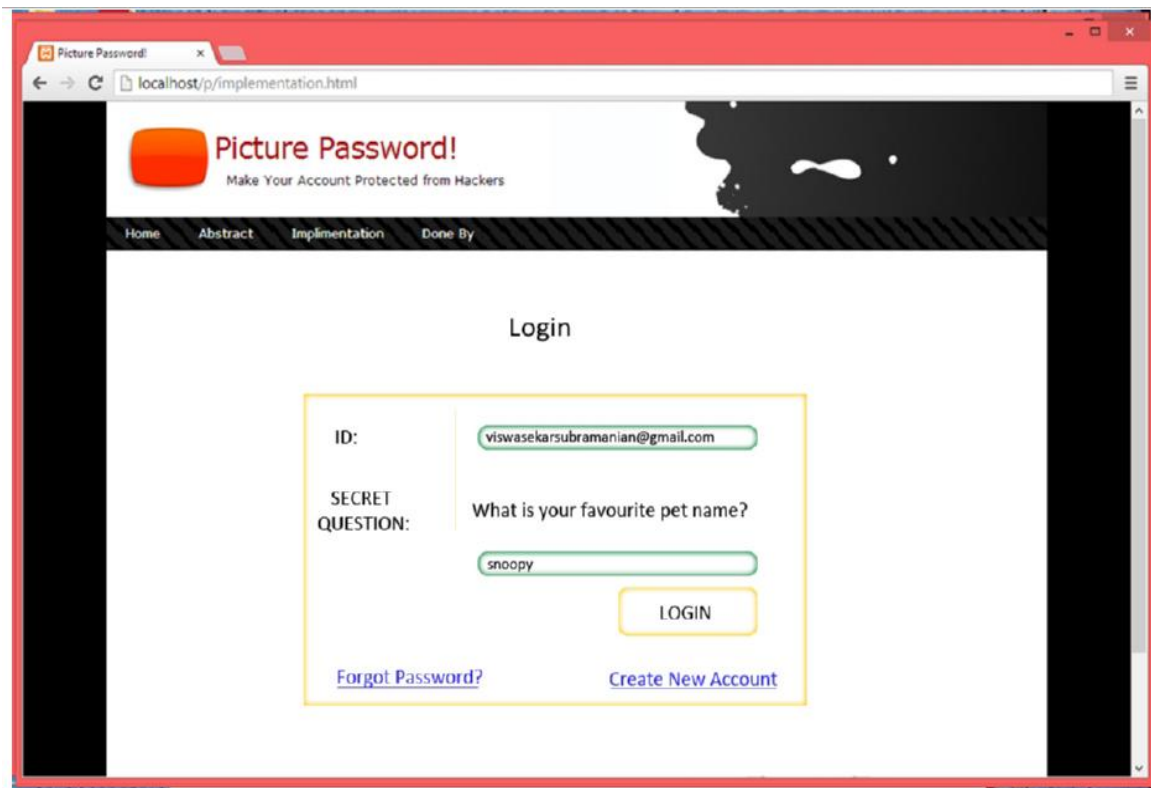 Picture Password!
localhost/p/implementation.html
Picture Password!
Make Your Account Protected from Hackers
Home Abstract Implimentation Done By
Login
ID: viswasekarsubramanian@gmail.com
SECRET
QUESTION:
What is your favourite pet name?
snoopy
LOGIN
Forgot Password? Create New Account